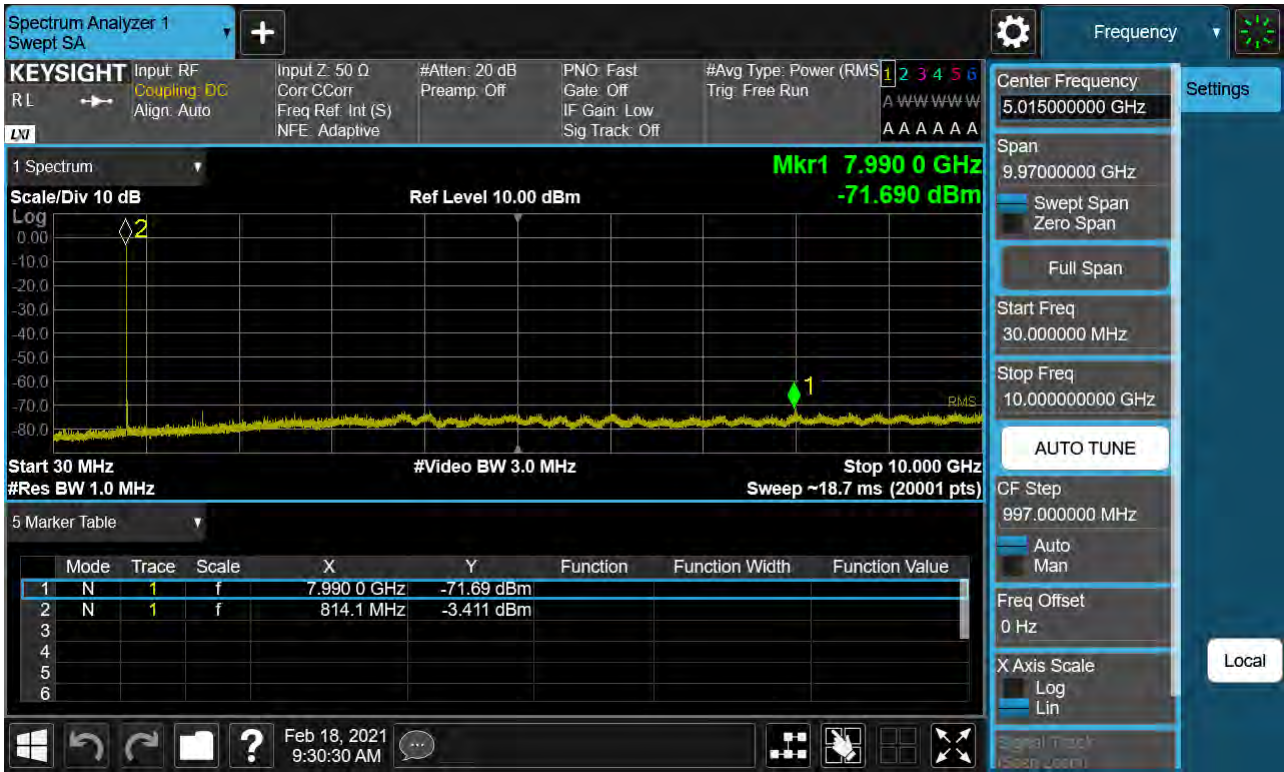 Spectrum Analyzer 1
Swept SA
+
Frequency
KEYSIGHT
RL
LXI
Input: RF
Coupling: DC
Align: Auto
Input Z: 50 Ω
Corr CCorr
Freq Ref: Int (S)
NFE: Adaptive
#Atten: 20 dB
Preamp: Off
PNO: Fast
Gate: Off
IF Gain: Low
Sig Track: Off
#Avg Type: Power (RMS
Trig: Free Run
1 2 3 4 5 6
A W W W W W
A A A A A A
1 Spectrum
Scale/Div 10 dB
Ref Level 10.00 dBm
Mkr1 7.990 0 GHz
-71.690 dBm
Log
0.00
-10.0
-20.0
-30.0
-40.0
-50.0
-60.0
-70.0
-80.0
2
1
RMS
Start 30 MHz
#Video BW 3.0 MHz
Stop 10.000 GHz
#Res BW 1.0 MHz
Sweep ~18.7 ms (20001 pts)
5 Marker Table
Mode Trace Scale X Y Function Function Width Function Value
1 N 1 f 7.990 0 GHz -71.69 dBm
2 N 1 f 814.1 MHz -3.411 dBm
3
4
5
6
Feb 18, 2021
9:30:30 AM
?
Center Frequency
5.015000000 GHz
Settings
Span
9.97000000 GHz
Swept Span
Zero Span
Full Span
Start Freq
30.000000 MHz
Stop Freq
10.000000000 GHz
AUTO TUNE
CF Step
997.000000 MHz
Auto
Man
Freq Offset
0 Hz
X Axis Scale
Log
Lin
Local
Signal Track
(Span Zoom)